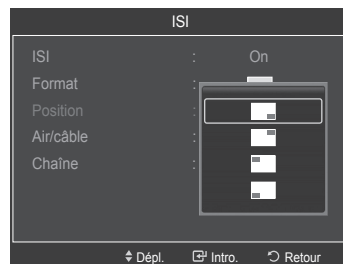 ISI
ISI : On
Format :
Position :
Air/câble :
Chaîne :
Dépl. Intro. Retour